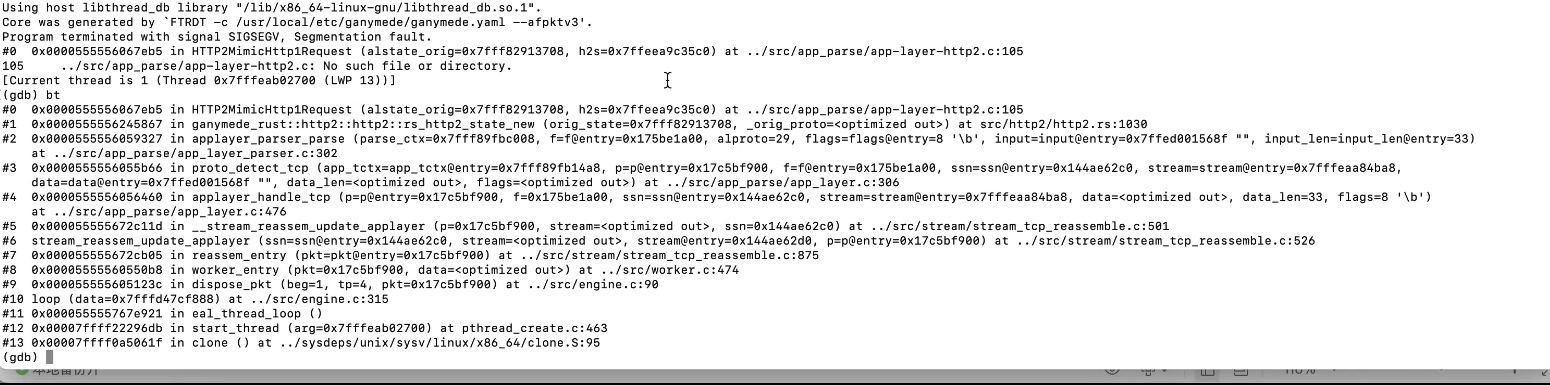 Using host libthread_db library "/lib/x86_64-linux-gnu/libthread_db.so.1".
Core was generated by `FTRDT -c /usr/local/etc/ganymede/ganymede.yaml --afpktv3'.
Program terminated with signal SIGSEGV, Segmentation fault.
#0  0x0000555556067eb5 in HTTP2MimicHttp1Request (alstate_orig=0x7fff82913708, h2s=0x7ffeea9c35c0) at ../src/app_parse/app-layer-http2.c:105
105     ../src/app_parse/app-layer-http2.c: No such file or directory.
[Current thread is 1 (Thread 0x7fffeab02700 (LWP 13))]
(gdb) bt
#0  0x0000555556067eb5 in HTTP2MimicHttp1Request (alstate_orig=0x7fff82913708, h2s=0x7ffeea9c35c0) at ../src/app_parse/app-layer-http2.c:105
#1  0x0000555556245867 in ganymede_rust::http2::http2::rs_http2_state_new (orig_state=0x7fff82913708, _orig_proto=<optimized out>) at src/http2/http2.rs:1030
#2  0x0000555556059327 in applayer_parser_parse (parse_ctx=0x7fff89fbc008, f=f@entry=0x175be1a00, alproto=29, flags=flags@entry=8 '\b', input=input@entry=0x7ffed001568f "", input_len=input_len@entry=33)
    at ../src/app_parse/app_layer_parser.c:302
#3  0x0000555556055b66 in proto_detect_tcp (app_tctx=app_tctx@entry=0x7fff89fb14a8, p=p@entry=0x17c5bf900, f=f@entry=0x175be1a00, ssn=ssn@entry=0x144ae62c0, stream=stream@entry=0x7fffeaa84ba8,
    data=data@entry=0x7ffed001568f "", data_len=<optimized out>, flags=<optimized out>) at ../src/app_parse/app_layer.c:306
#4  0x0000555556056460 in applayer_handle_tcp (p=p@entry=0x17c5bf900, f=0x175be1a00, ssn=ssn@entry=0x144ae62c0, stream=stream@entry=0x7fffeaa84ba8, data=<optimized out>, data_len=33, flags=8 '\b')
    at ../src/app_parse/app_layer.c:476
#5  0x000055555672c11d in __stream_reassem_update_applayer (p=0x17c5bf900, stream=<optimized out>, ssn=0x144ae62c0) at ../src/stream/stream_tcp_reassemble.c:501
#6  stream_reassem_update_applayer (ssn=ssn@entry=0x144ae62c0, stream=<optimized out>, stream@entry=0x144ae62d0, p=p@entry=0x17c5bf900) at ../src/stream/stream_tcp_reassemble.c:526
#7  0x000055555672cb05 in reassem_entry (pkt=pkt@entry=0x17c5bf900) at ../src/stream/stream_tcp_reassemble.c:875
#8  0x00005555560550b8 in worker_entry (pkt=0x17c5bf900, data=<optimized out>) at ../src/worker.c:474
#9  0x000055555605123c in dispose_pkt (beg=1, tp=4, pkt=0x17c5bf900) at ../src/engine.c:90
#10 loop (data=0x7fffd47cf888) at ../src/engine.c:315
#11 0x000055555767e921 in eal_thread_loop ()
#12 0x00007ffff22296db in start_thread (arg=0x7fffeab02700) at pthread_create.c:463
#13 0x00007ffff0a5061f in clone () at ../sysdeps/unix/sysv/linux/x86_64/clone.S:95
(gdb)